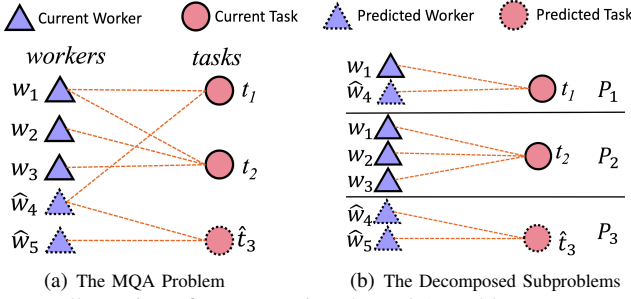 Current Worker Current Task Predicted Worker Predicted Task
workers tasks
w₁ t₁
w₂
w₃ t₂
ŵ₄
ŵ₅ t̂₃
(a) The MQA Problem
w₁
ŵ₄ t₁ P₁
w₁
w₂ t₂ P₂
w₃
ŵ₄
ŵ₅ t̂₃ P₃
(b) The Decomposed Subproblems